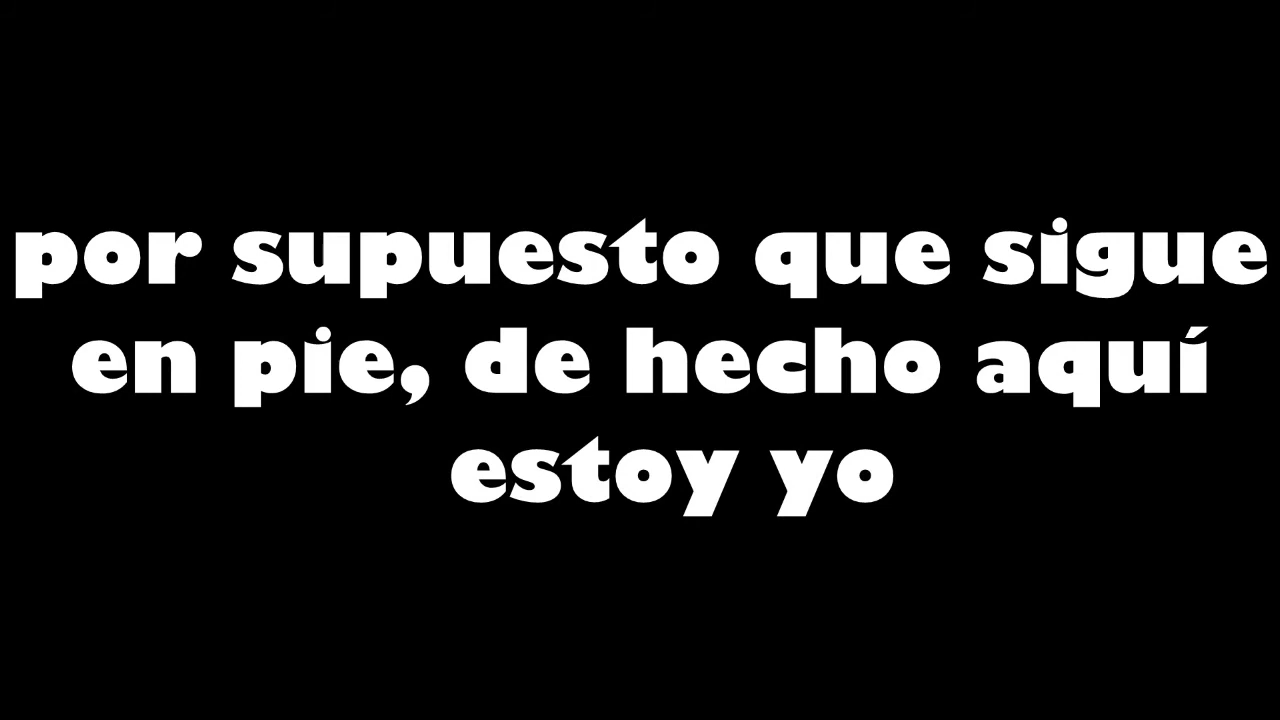 por supuesto que sigue
en pie, de hecho aquí
estoy yo